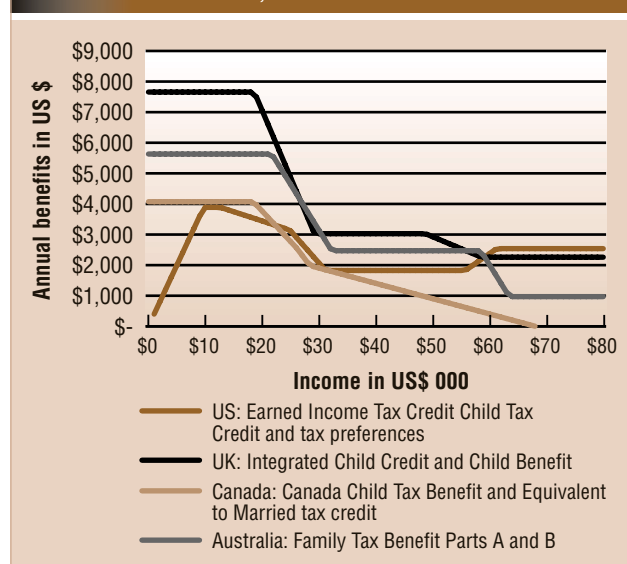 $9,000
$8,000
$7,000
$6,000
$5,000
$4,000
$3,000
$2,000
$1,000
$-
Annual benefits in US $
$0 $10 $20 $30 $40 $50 $60 $70 $80
Income in US$ 000
US: Earned Income Tax Credit Child Tax
Credit and tax preferences
UK: Integrated Child Credit and Child Benefit
Canada: Canada Child Tax Benefit and Equivalent
to Married tax credit
Australia: Family Tax Benefit Parts A and B